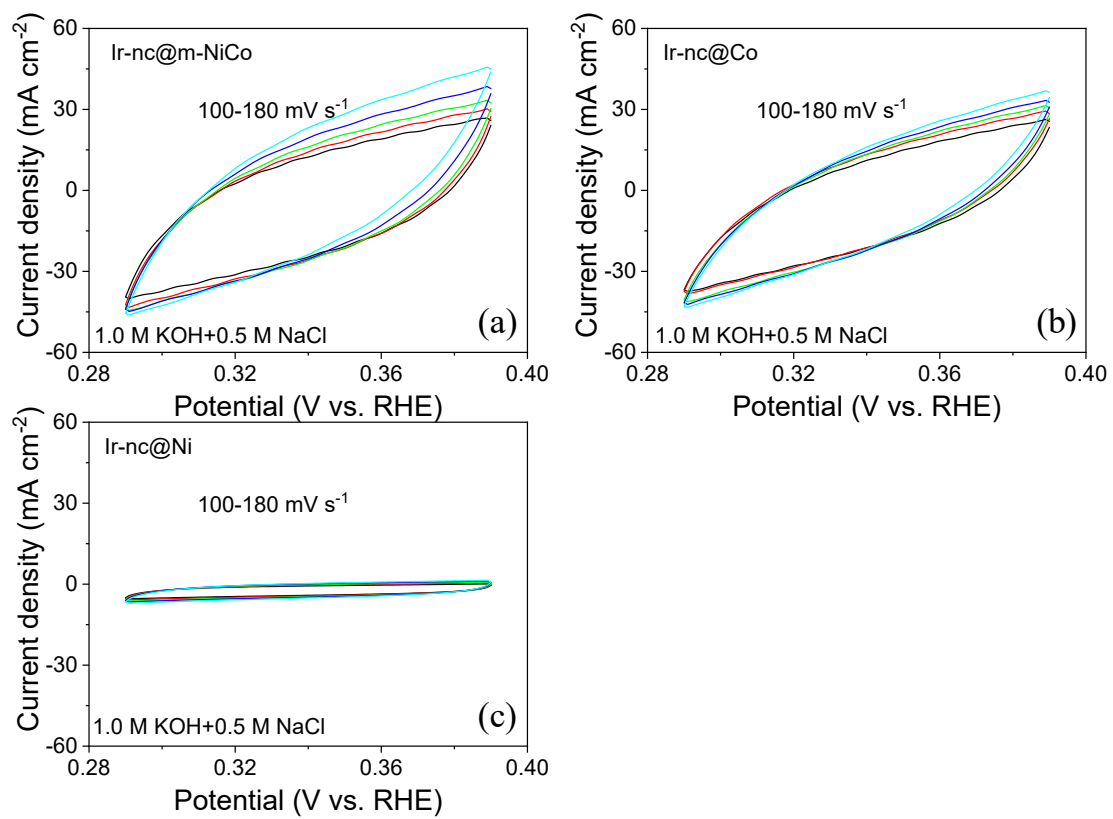 60
30
0
-30
-60
Current density (mA cm⁻²)
Ir-nc@m-NiCo
100-180 mV s⁻¹
(a)
1.0 M KOH+0.5 M NaCl
0.28
0.32
0.36
0.40
Potential (V vs. RHE)
60
30
0
-30
-60
Current density (mA cm⁻²)
Ir-nc@Co
100-180 mV s⁻¹
(b)
1.0 M KOH+0.5 M NaCl
0.28
0.32
0.36
0.40
Potential (V vs. RHE)
60
30
0
-30
-60
Current density (mA cm⁻²)
Ir-nc@Ni
100-180 mV s⁻¹
(c)
1.0 M KOH+0.5 M NaCl
0.28
0.32
0.36
0.40
Potential (V vs. RHE)